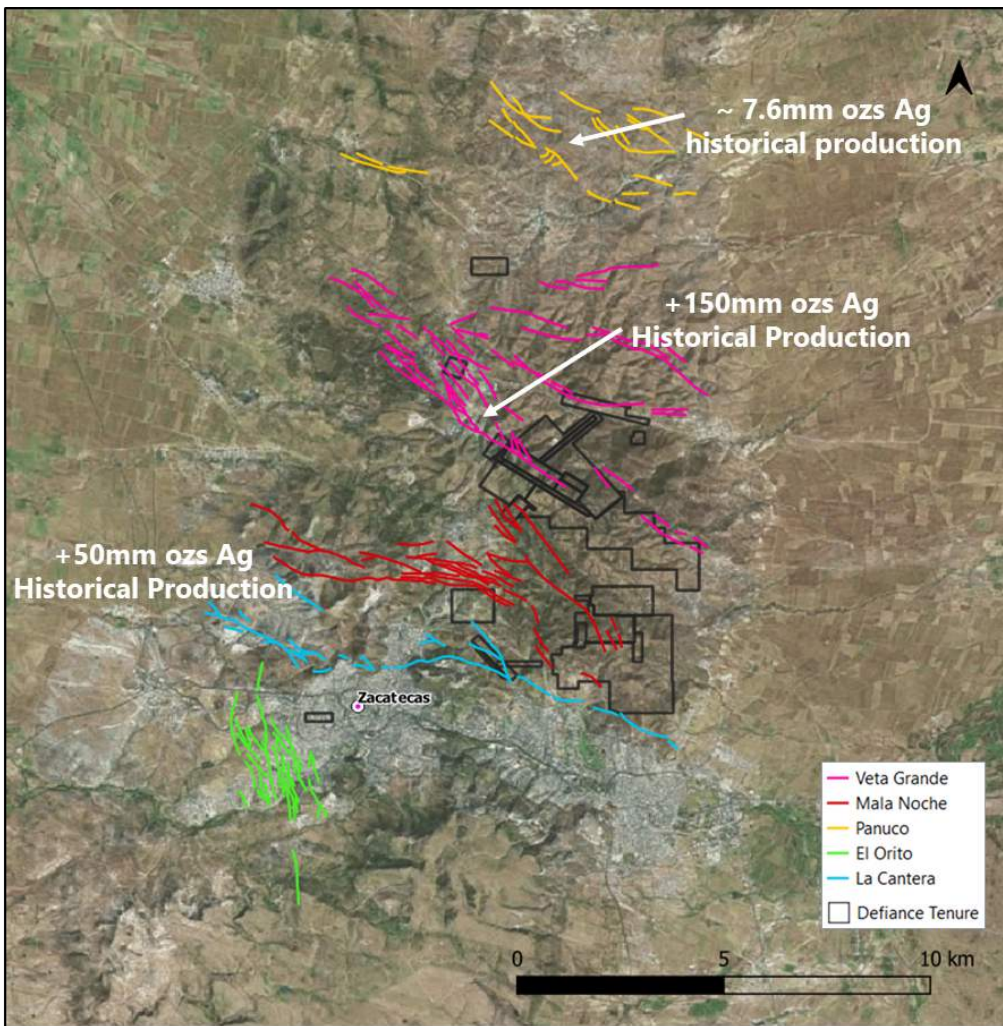 ~ 7.6mm ozs Ag
historical production
+150mm ozs Ag
Historical Production
+50mm ozs Ag
Historical Production
Zacatecas
Veta Grande
Mala Noche
Panuco
El Orito
La Cantera
Defiance Tenure
0
5
10 km